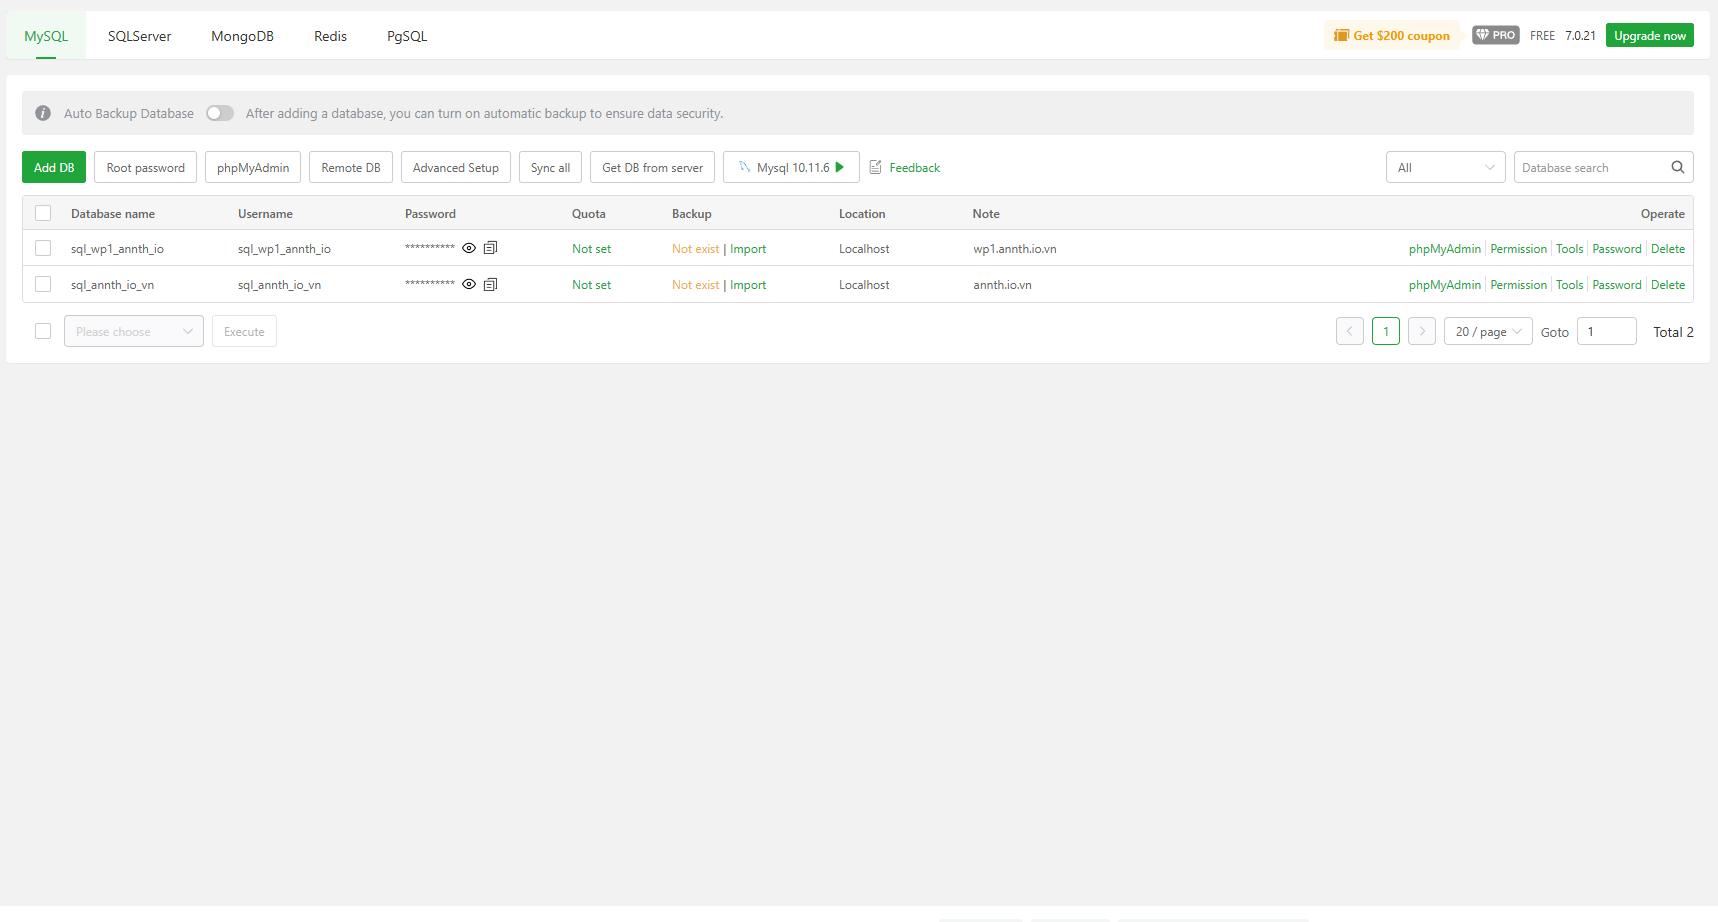 MySQL SQLServer MongoDB Redis PgSQL Get $200 coupon PRO FREE 7.0.21 Upgrade now
Auto Backup Database After adding a database, you can turn on automatic backup to ensure data security.
Add DB Root password phpMyAdmin Remote DB Advanced Setup Sync all Get DB from server Mysql 10.11.6 Feedback All Database search
Database name Username Password Quota Backup Location Note Operate
sql_wp1_annth_io sql_wp1_annth_io ********** Not set Not exist | Import Localhost wp1.annth.io.vn phpMyAdmin Permission Tools Password Delete
sql_annth_io_vn sql_annth_io_vn ********** Not set Not exist | Import Localhost annth.io.vn phpMyAdmin Permission Tools Password Delete
Please choose Execute 1 20 / page Goto 1 Total 2